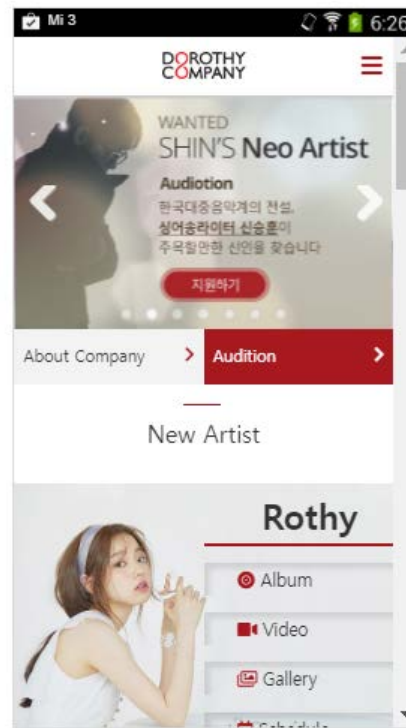 Mi 3
6:26
DOROTHY
COMPANY
WANTED
SHIN'S Neo Artist
Audiotion
한국대중음악계의 전설,
싱어송라이터 신승훈이
주목할만한 신인을 찾습니다
지원하기
About Company
Audition
New Artist
Rothy
Album
Video
Gallery
Schedule